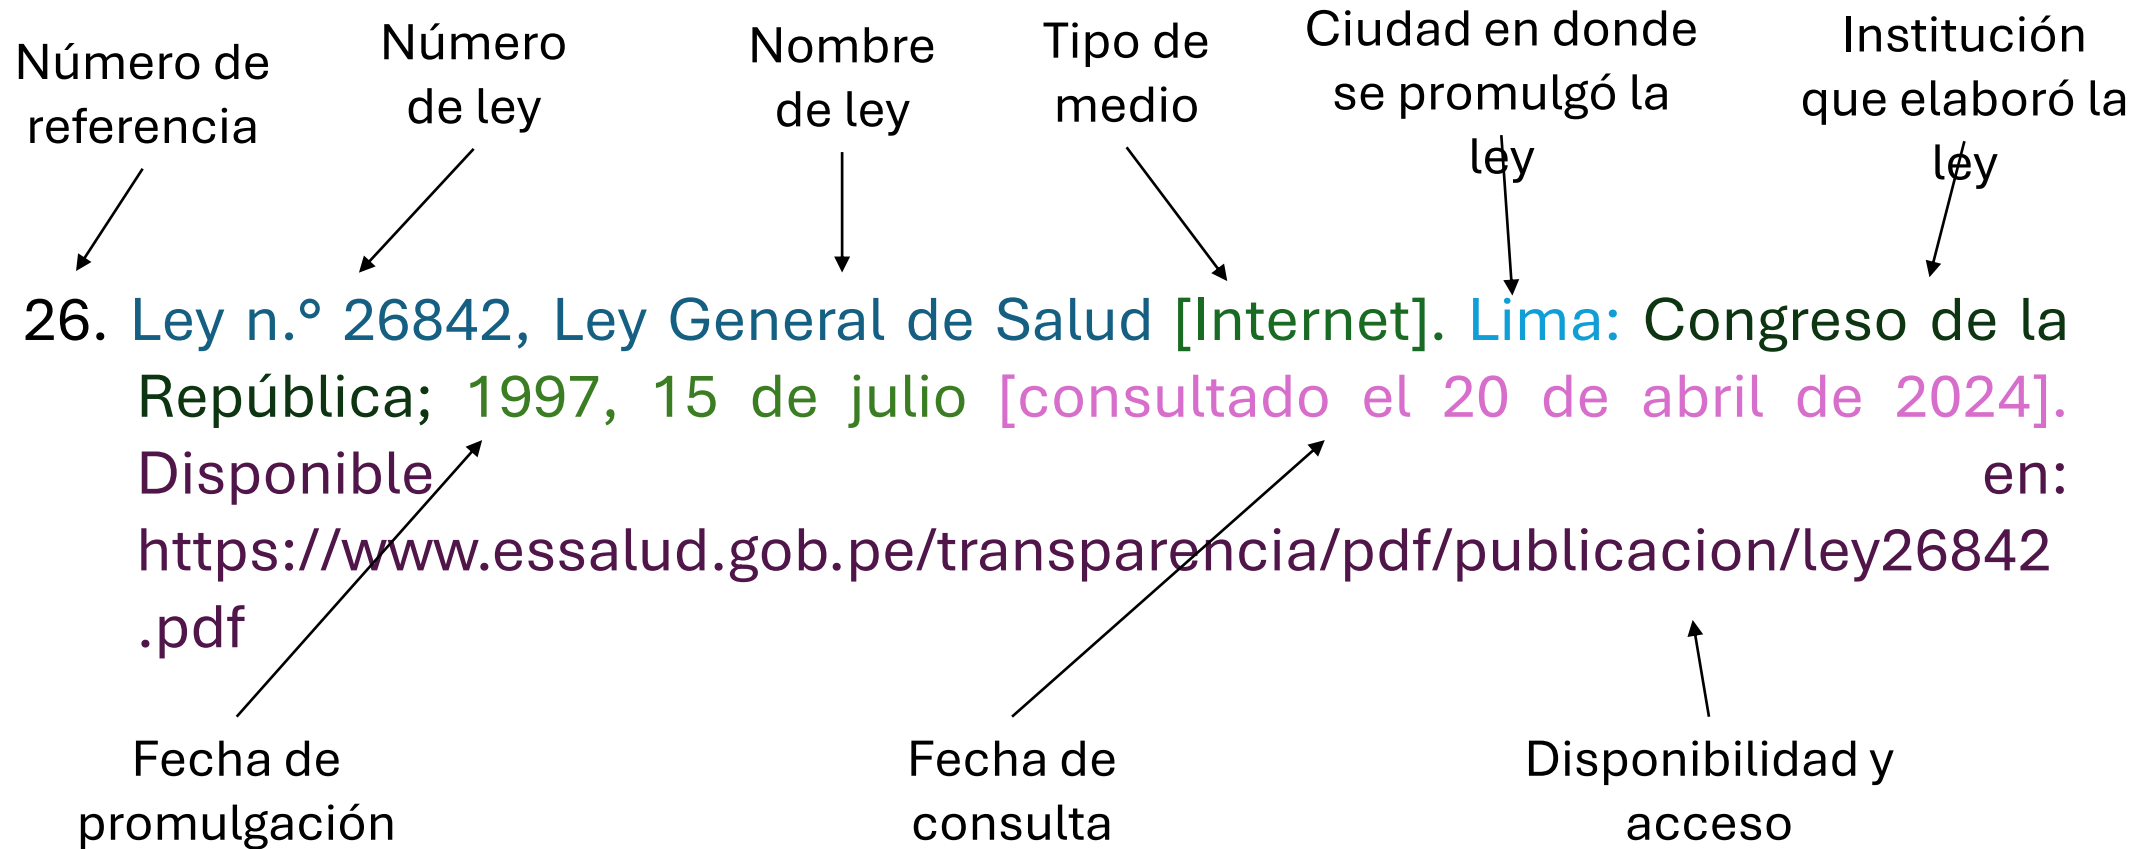 Número de
referencia
Número
de ley
Nombre
de ley
Tipo de
medio
Ciudad en donde
se promulgó la
ley
Institución
que elaboró la
ley
26. Ley n.° 26842, Ley General de Salud [Internet]. Lima: Congreso de la
República; 1997, 15 de julio [consultado el 20 de abril de 2024].
Disponible en:
https://www.essalud.gob.pe/transparencia/pdf/publicacion/ley26842
.pdf
Fecha de
promulgación
Fecha de
consulta
Disponibilidad y
acceso